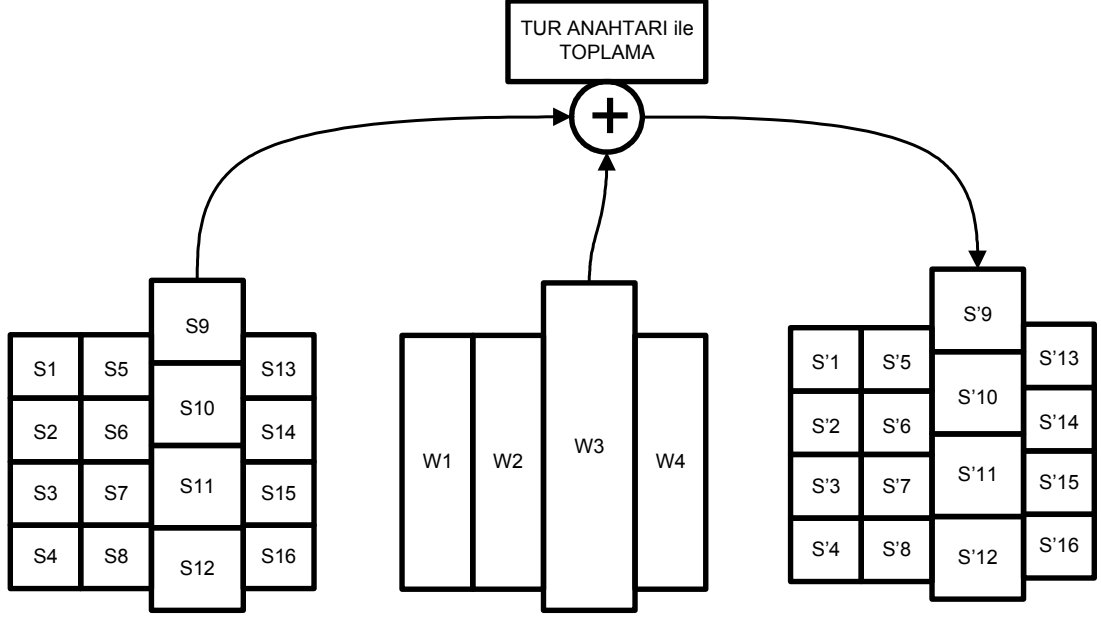 TUR ANAHTARI ile
TOPLAMA
+
S1 S5 S9 S13
S2 S6 S10 S14
S3 S7 S11 S15
S4 S8 S12 S16
W1 W2 W3 W4
S’1 S’5 S’9 S’13
S’2 S’6 S’10 S’14
S’3 S’7 S’11 S’15
S’4 S’8 S’12 S’16